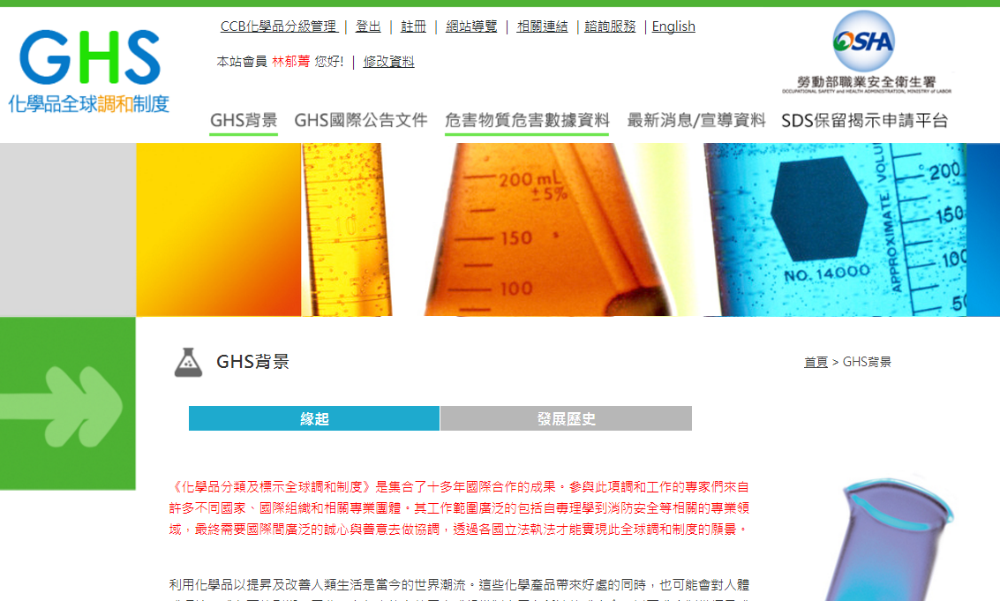 CCB化學品分級管理 | 登出 | 註冊 | 網站導覽 | 相關連結 | 諮詢服務 | English
GHS
化學品全球調和制度
本站會員 林郁菁 您好! | 修改資料
OSHA
勞動部職業安全衛生署
OCCUPATIONAL SAFETY and HEALTH ADMINISTRATION, MINISTRY of LABOR
GHS背景 GHS國際公告文件 危害物質危害數據資料 最新消息/宣導資料 SDS保留揭示申請平台
10
200 mL
±5%
150
100
NO. 14000
APPROXIMATE VOLU
200
150
100
50
GHS背景
首頁 > GHS背景
緣起 發展歷史
《化學品分類及標示全球調和制度》是集合了十多年國際合作的成果。參與此項調和工作的專家們來自
許多不同國家、國際組織和相關專業團體。其工作範圍廣泛的包括自毒理學到消防安全等相關的專業領
域，最終需要國際間廣泛的誠心與善意去做協調，透過各國立法執法才能實現此全球調和制度的願景。
利用化學品以提昇及改善人類生活是當今的世界潮流。這些化學產品帶來好處的同時，也可能會對人體